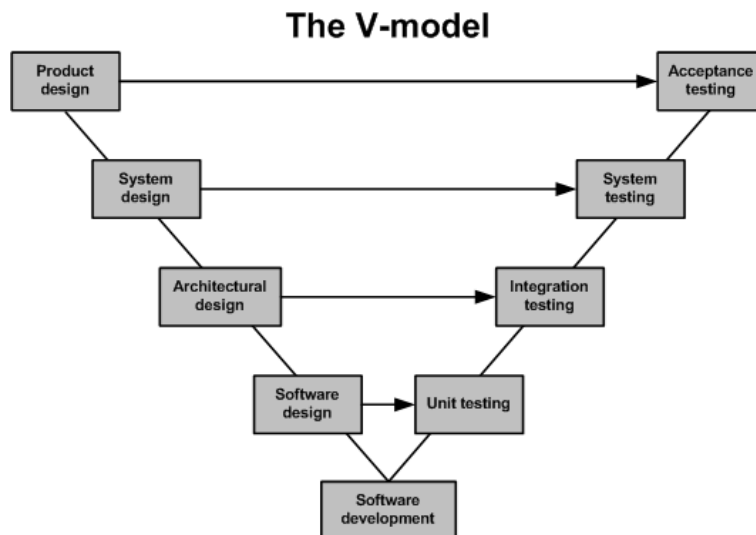 The V-model
Product
design
Acceptance
testing
System
design
System
testing
Architectural
design
Integration
testing
Software
design
Unit testing
Software
development